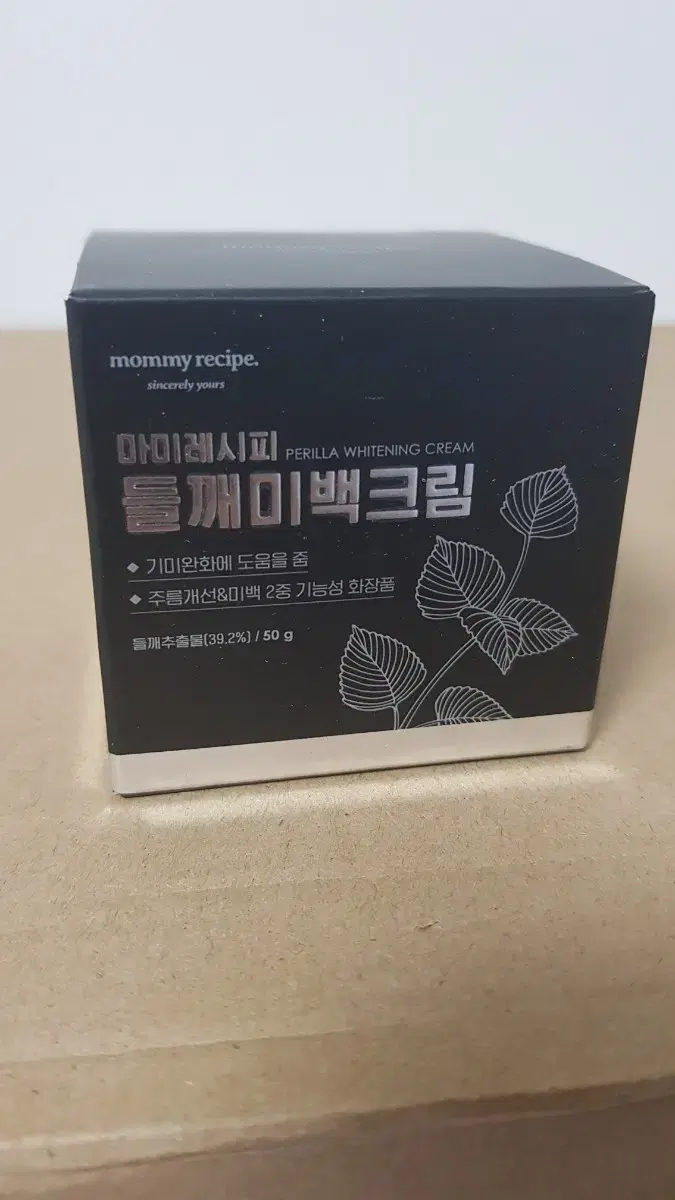 mommy recipe.
sincerely yours
마미레시피 PERILLA WHITENING CREAM
들깨미백크림
◆ 기미완화에 도움을 줌
◆ 주름개선&미백 2중 기능성 화장품
들깨추출물(39.2%) / 50 g